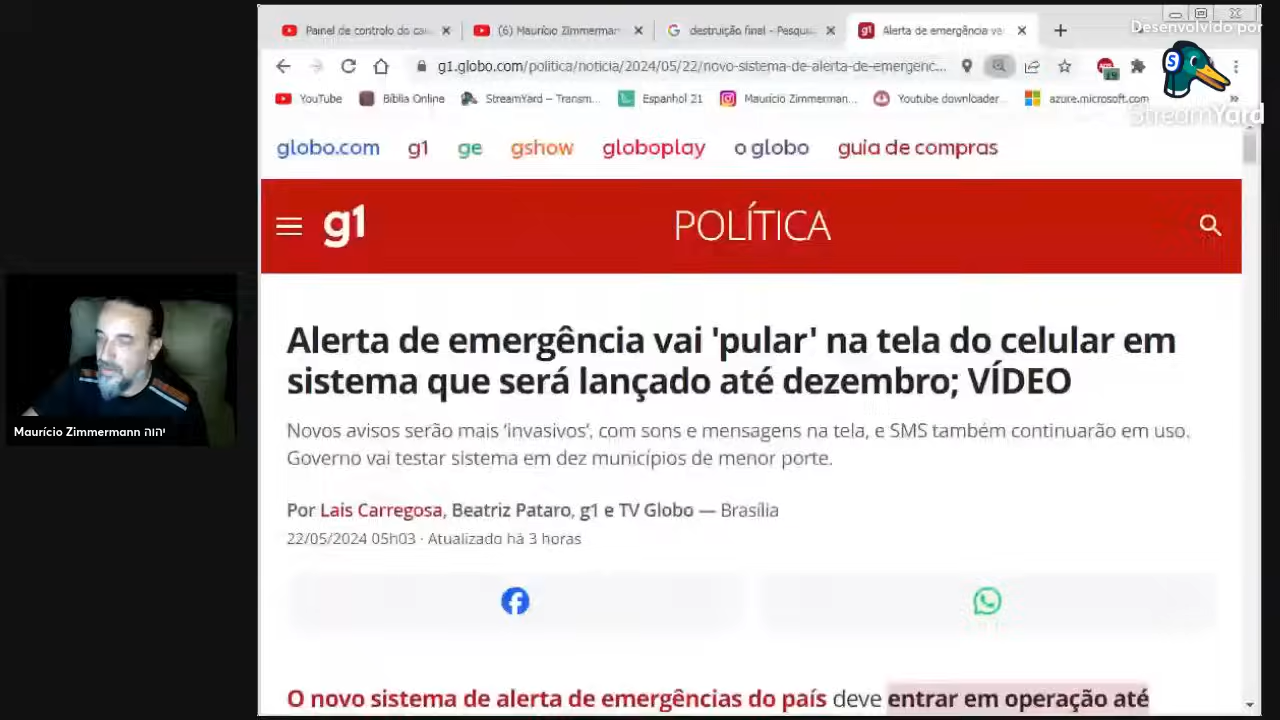 Painel de controlo do ca
(6) Maurício Zimmerman
destruição final - Pesqu
g1 Alerta de emergência va
Desenvolvido por
g1.globo.com/politica/noticia/2024/05/22/novo-sistema-de-alerta-de-emergenc...
19
S
StreamYard
YouTube
Bíblia Online
StreamYard – Transm...
Espanhol 21
Maurício Zimmerman...
Youtube downloader...
azure.microsoft.com
»
globo.com g1 ge gshow globoplay o globo guia de compras
g1 POLÍTICA
Alerta de emergência vai 'pular' na tela do celular em
sistema que será lançado até dezembro; VÍDEO
Novos avisos serão mais ‘invasivos’, com sons e mensagens na tela, e SMS também continuarão em uso.
Governo vai testar sistema em dez municípios de menor porte.
Por Lais Carregosa, Beatriz Pataro, g1 e TV Globo — Brasília
22/05/2024 05h03 · Atualizado há 3 horas
Maurício Zimmermann יהוה
O novo sistema de alerta de emergências do país deve entrar em operação até